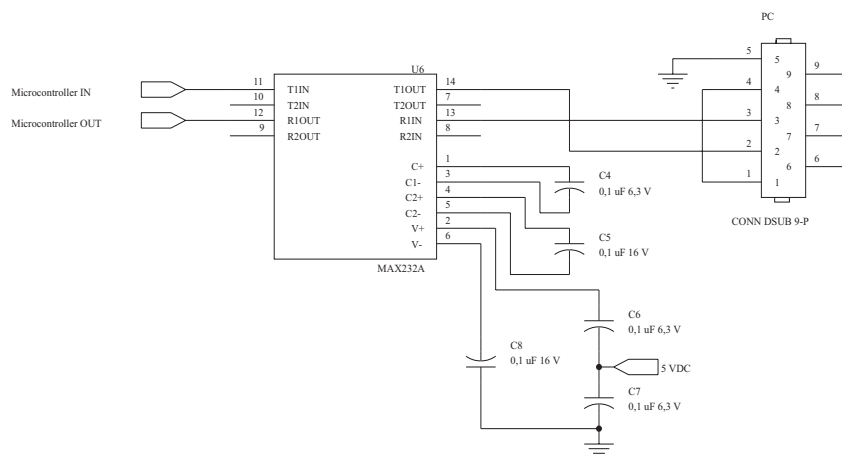 PC
U6
Microcontroller IN
11
T1IN
T1OUT
14
10
T2IN
T2OUT
7
Microcontroller OUT
12
R1OUT
R1IN
13
9
R2OUT
R2IN
8
C+
1
C1-
3
C2+
4
C2-
5
V+
2
V-
6
MAX232A
5
5
9
9
4
4
8
8
3
3
7
7
2
2
6
6
1
1
CONN DSUB 9-P
C4
0,1 uF 6,3 V
C5
0,1 uF 16 V
C6
0,1 uF 6,3 V
C8
0,1 uF 16 V
5 VDC
C7
0,1 uF 6,3 V